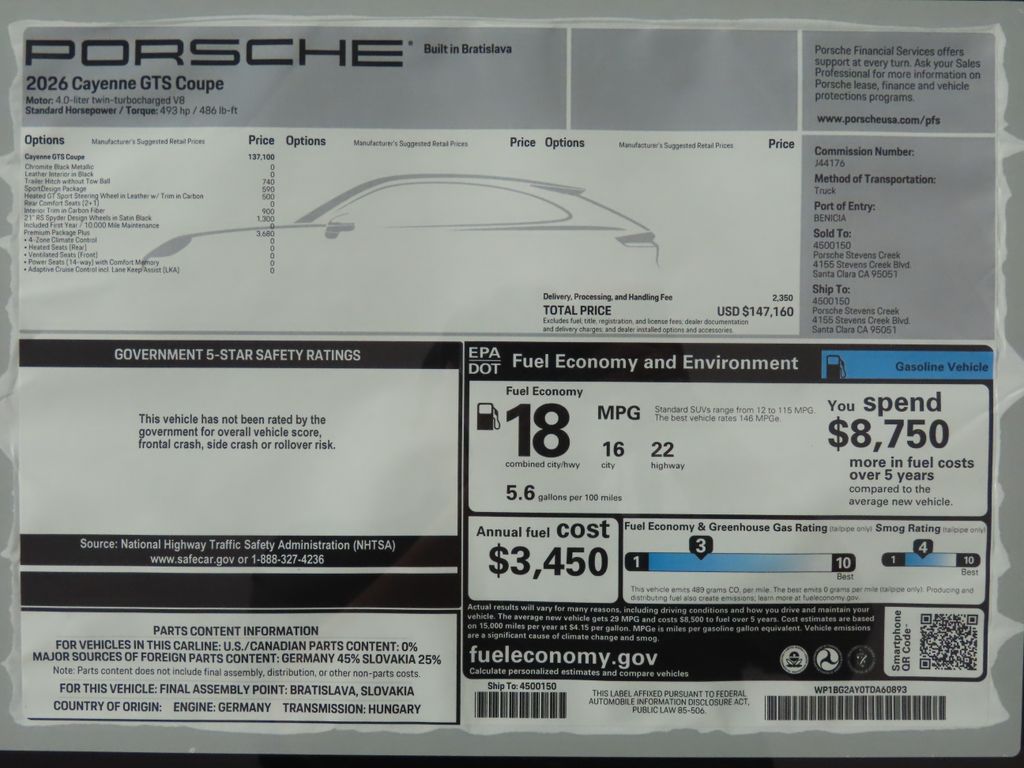 PORSCHE
Built in Bratislava
2026 Cayenne GTS Coupe
Motor: 4.0-liter twin-turbocharged V8
Standard Horsepower / Torque: 493 hp / 486 lb-ft
Porsche Financial Services offers
support at every turn. Ask your Sales
Professional for more information on
Porsche lease, finance and vehicle
protections programs.
www.porscheusa.com/pfs
Options Manufacturer's Suggested Retail Prices Price Options Manufacturer's Suggested Retail Prices Price Options Manufacturer's Suggested Retail Prices Price
Cayenne GTS Coupe 137,100
Chromite Black Metallic 0
Leather Interior in Black 0
Trailer Hitch without Tow Ball 740
SportDesign Package 590
Heated GT Sport Steering Wheel in Leather w/ Trim in Carbon 500
Rear Comfort Seats (2+1) 0
Interior Trim in Carbon Fiber 900
21" RS Spyder Design Wheels in Satin Black 1,300
Included First Year / 10,000 Mile Maintenance 0
Premium Package Plus 3,680
• 4-Zone Climate Control 0
• Heated Seats (Rear) 0
• Ventilated Seats (Front) 0
• Power Seats (14-way) with Comfort Memory 0
• Adaptive Cruise Control incl. Lane Keep Assist (LKA) 0
Delivery, Processing, and Handling Fee 2,350
TOTAL PRICE USD $147,160
Excludes fuel, title, registration, and license fees; dealer documentation
and delivery charges; and dealer installed options and accessories.
Commission Number:
J44176
Method of Transportation:
Truck
Port of Entry:
BENICIA
Sold To:
4500150
Porsche Stevens Creek
4155 Stevens Creek Blvd.
Santa Clara CA 95051
Ship To:
4500150
Porsche Stevens Creek
4155 Stevens Creek Blvd.
Santa Clara CA 95051
GOVERNMENT 5-STAR SAFETY RATINGS
This vehicle has not been rated by the
government for overall vehicle score,
frontal crash, side crash or rollover risk.
Source: National Highway Traffic Safety Administration (NHTSA)
www.safecar.gov or 1-888-327-4236
PARTS CONTENT INFORMATION
FOR VEHICLES IN THIS CARLINE: U.S./CANADIAN PARTS CONTENT: 0%
MAJOR SOURCES OF FOREIGN PARTS CONTENT: GERMANY 45% SLOVAKIA 25%
Note: Parts content does not include final assembly, distribution, or other non-parts costs.
FOR THIS VEHICLE: FINAL ASSEMBLY POINT: BRATISLAVA, SLOVAKIA
COUNTRY OF ORIGIN: ENGINE: GERMANY TRANSMISSION: HUNGARY
EPA
DOT
Fuel Economy and Environment
Gasoline Vehicle
Fuel Economy
18 MPG
Standard SUVs range from 12 to 115 MPG.
The best vehicle rates 146 MPGe.
16 22
combined city/hwy city highway
5.6 gallons per 100 miles
You spend
$8,750
more in fuel costs
over 5 years
compared to the
average new vehicle.
Annual fuel cost
$3,450
Fuel Economy & Greenhouse Gas Rating (tailpipe only)
1 3 10
Best
Smog Rating (tailpipe only)
1 4 10
Best
This vehicle emits 489 grams CO₂ per mile. The best emits 0 grams per mile (tailpipe only). Producing and
distributing fuel also create emissions; learn more at fueleconomy.gov.
Actual results will vary for many reasons, including driving conditions and how you drive and maintain your
vehicle. The average new vehicle gets 29 MPG and costs $8,500 to fuel over 5 years. Cost estimates are based
on 15,000 miles per year at $4.15 per gallon. MPGe is miles per gasoline gallon equivalent. Vehicle emissions
are a significant cause of climate change and smog.
fueleconomy.gov
Calculate personalized estimates and compare vehicles
Smartphone
QR Code
Ship To: 4500150
THIS LABEL AFFIXED PURSUANT TO FEDERAL
AUTOMOBILE INFORMATION DISCLOSURE ACT,
PUBLIC LAW 85-506.
WP1BG2AY0TDA60893